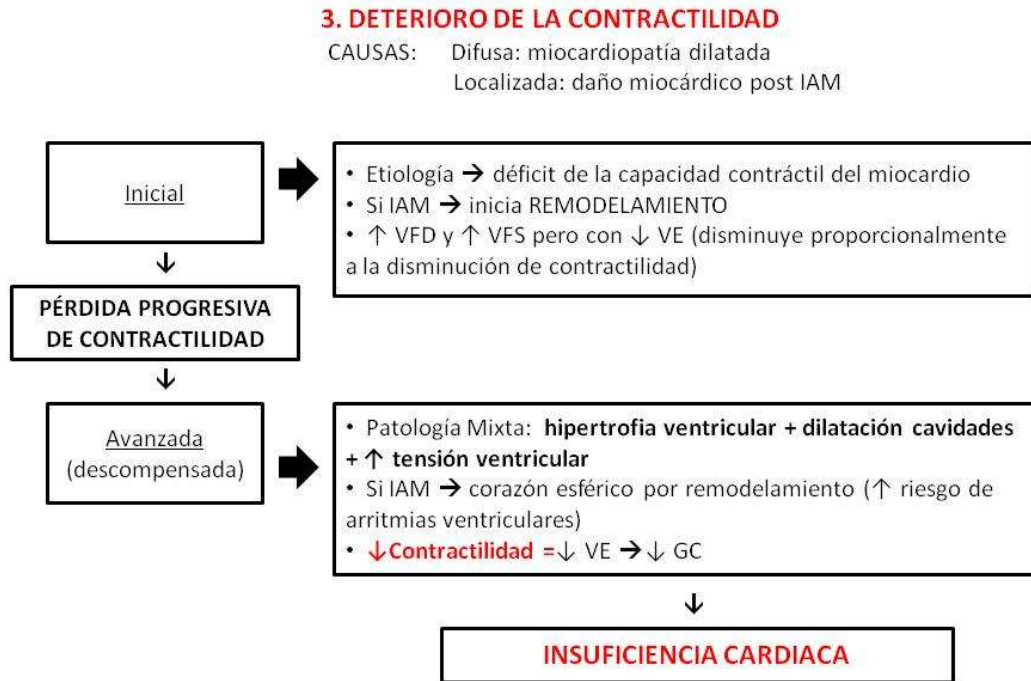 3. DETERIORO DE LA CONTRACTILIDAD
CAUSAS: Difusa: miocardiopatía dilatada
Localizada: daño miocárdico post IAM
Inicial
• Etiología → déficit de la capacidad contráctil del miocardio
• Si IAM → inicia REMODELAMIENTO
• ↑ VFD y ↑ VFS pero con ↓ VE (disminuye proporcionalmente
a la disminución de contractilidad)
↓
PÉRDIDA PROGRESIVA
DE CONTRACTILIDAD
↓
Avanzada
(descompensada)
• Patología Mixta: hipertrofia ventricular + dilatación cavidades
+ ↑ tensión ventricular
• Si IAM → corazón esférico por remodelamiento (↑ riesgo de
arritmias ventriculares)
• ↓Contractilidad =↓ VE → ↓ GC
↓
INSUFICIENCIA CARDIACA